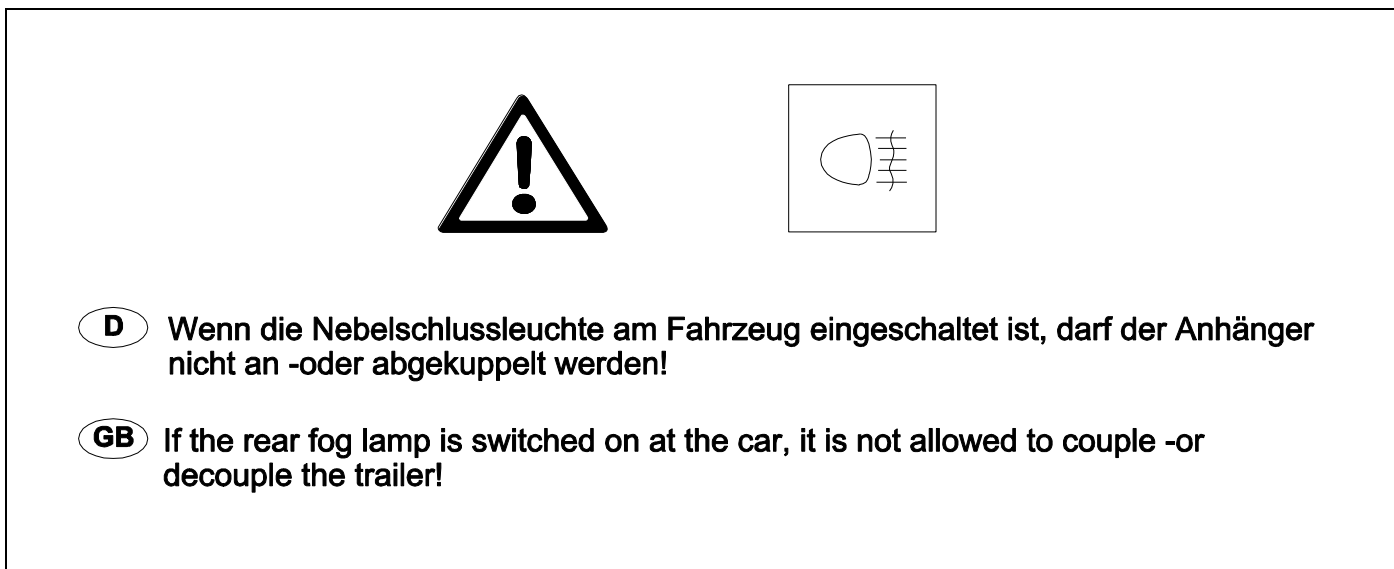 D Wenn die Nebelschlussleuchte am Fahrzeug eingeschaltet ist, darf der Anhänger
nicht an -oder abgekuppelt werden!
GB If the rear fog lamp is switched on at the car, it is not allowed to couple -or
decouple the trailer!